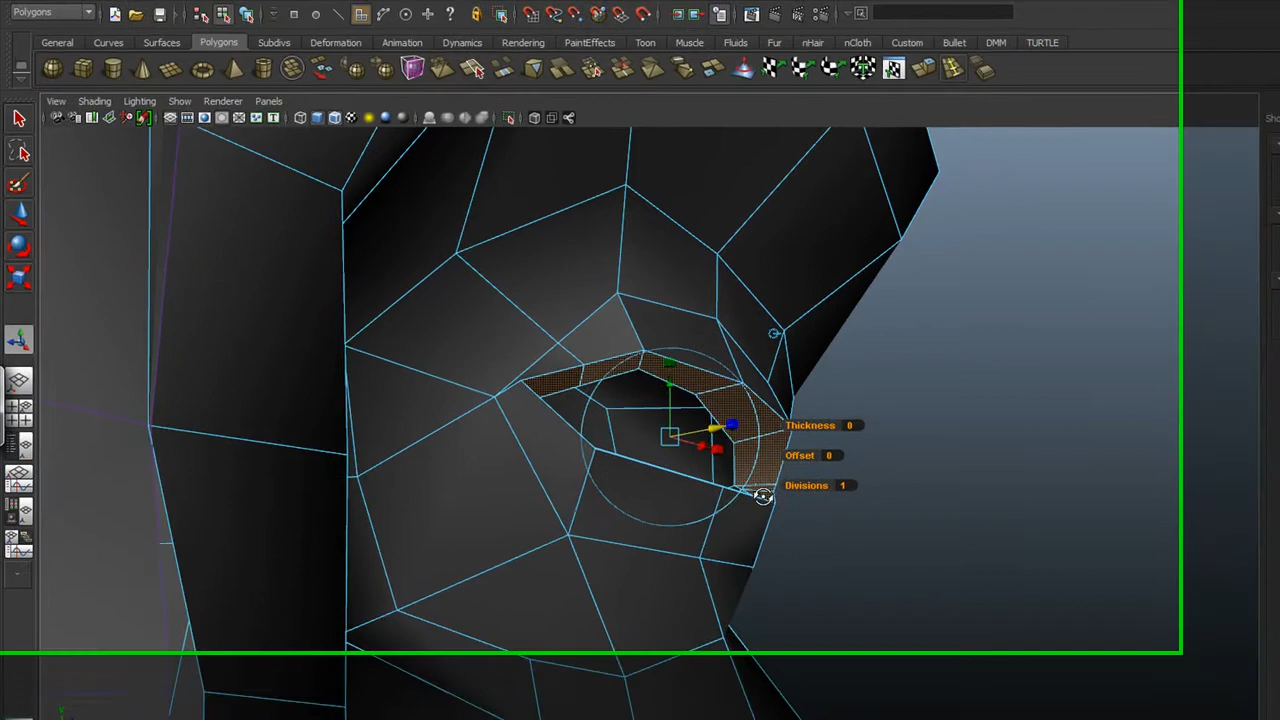 Polygons
General Curves Surfaces Polygons Subdivs Deformation Animation Dynamics Rendering PaintEffects Toon Muscle Fluids Fur nHair nCloth Custom Bullet DMM TURTLE
View Shading Lighting Show Renderer Panels
Sho
Thickness 0
Offset 0
Divisions 1